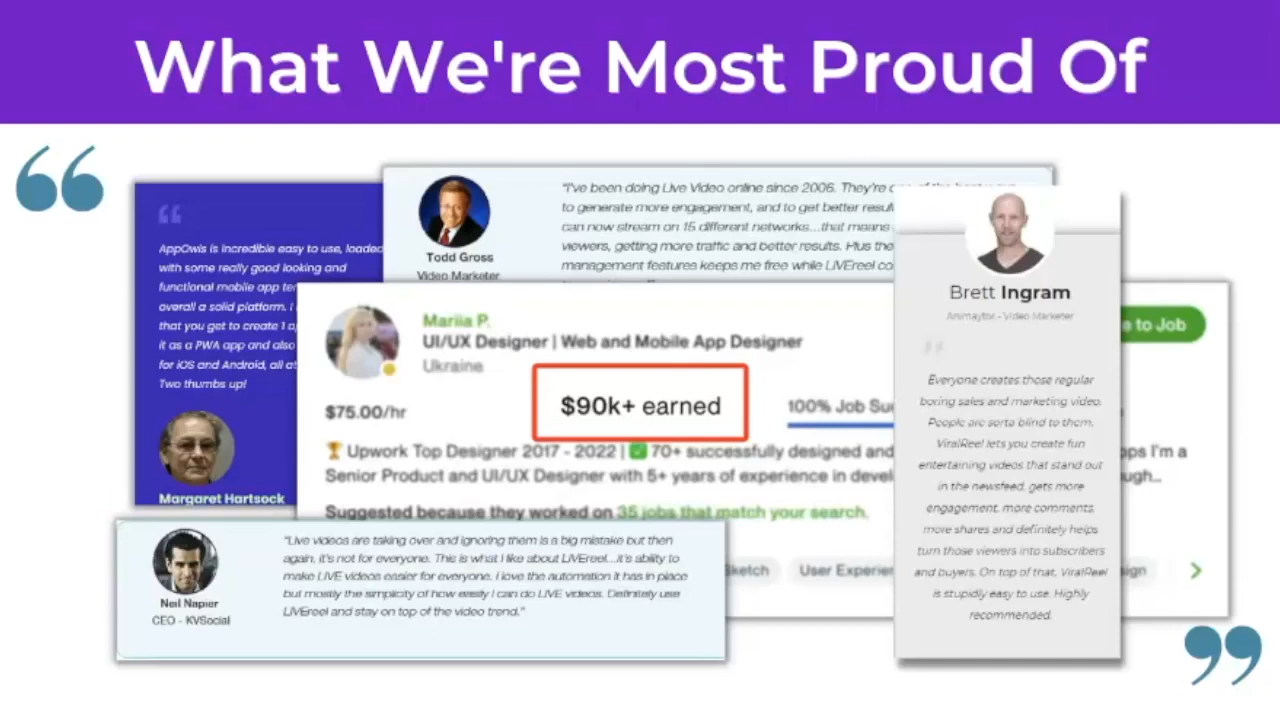 What We're Most Proud Of
AppOwls is incredible easy to use, loaded
with some really good looking and
functional mobile app
overall a solid platform. I
that you get to create 1
it as a PWA app and also
for iOS and Android, all
Two thumbs up!
Margaret Hartsock
Todd Gross
Video Marketer
"I've been doing Live Video online since 2006. They're
to generate more engagement, and to get better
can now stream on 15 different networks...that means
viewers, getting more traffic and better results. Plus the
management features keeps me free while LIVEreel
Mariia P.
UI/UX Designer | Web and Mobile App Designer
Ukraine
$75.00/hr
$90k+ earned
100% Job
to Job
🏆 Upwork Top Designer 2017 - 2022 | ✅ 70+ successfully designed and
I'm a
Senior Product and UI/UX Designer with 5+ years of experience in
Suggested because they worked on 35 jobs that match your search.
Sketch
User
Neil Napier
CEO - KVSocial
"Live videos are taking over and ignoring them is a big mistake but then
again, it's not for everyone. This is what I like about LIVEreel...it's ability to
make LIVE videos easier for everyone. I love the automation it has in place
but mostly the simplicity of how easily I can do LIVE videos. Definitely use
LIVEreel and stay on top of the video trend."
Brett Ingram
Animaytor - Video Marketer
Everyone creates those regular
boring sales and marketing video.
People are sorta blind to them.
ViralReel lets you create fun
entertaining videos that stand out
in the newsfeed, gets more
engagement, more comments,
more shares and definitely helps
turn those viewers into subscribers
and buyers. On top of that, ViralReel
is stupidly easy to use. Highly
recommended.